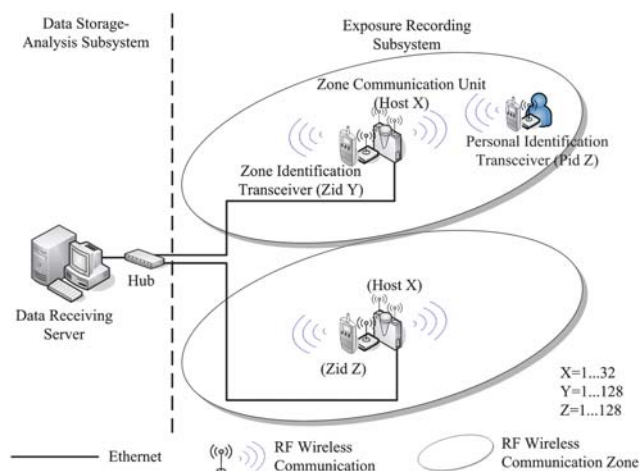 Data Storage-
Analysis Subsystem
Exposure Recording
Subsystem
Zone Communication Unit
(Host X)
Zone Identification
Transceiver (Zid Y)
Personal Identification
Transceiver (Pid Z)
Hub
Data Receiving
Server
(Host X)
(Zid Z)
X=1...32
Y=1...128
Z=1...128
Ethernet
RF Wireless
Communication
RF Wireless
Communication Zone